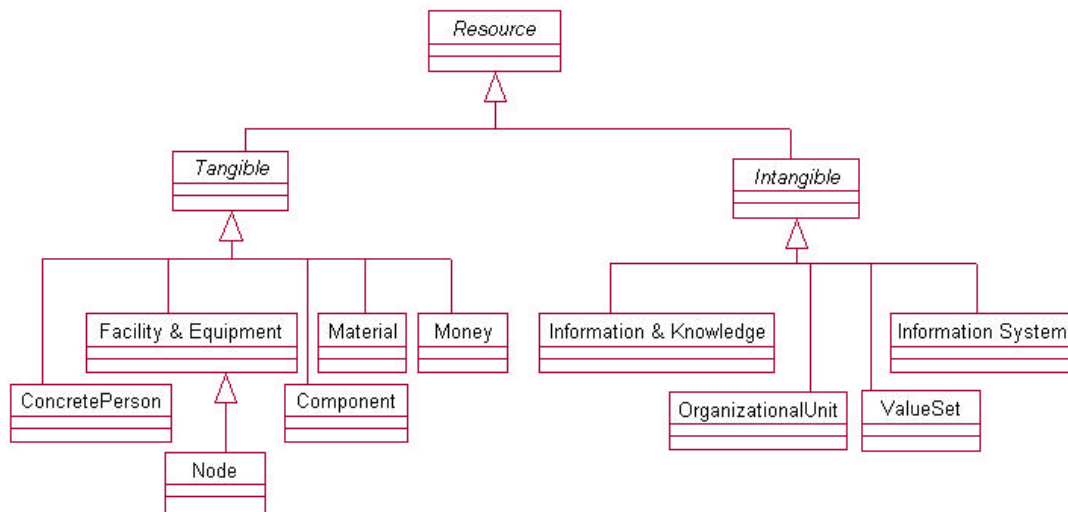 Resource
Tangible
Intangible
Facility & Equipment
Material
Money
Information & Knowledge
Information System
ConcretePerson
Component
OrganizationalUnit
ValueSet
Node